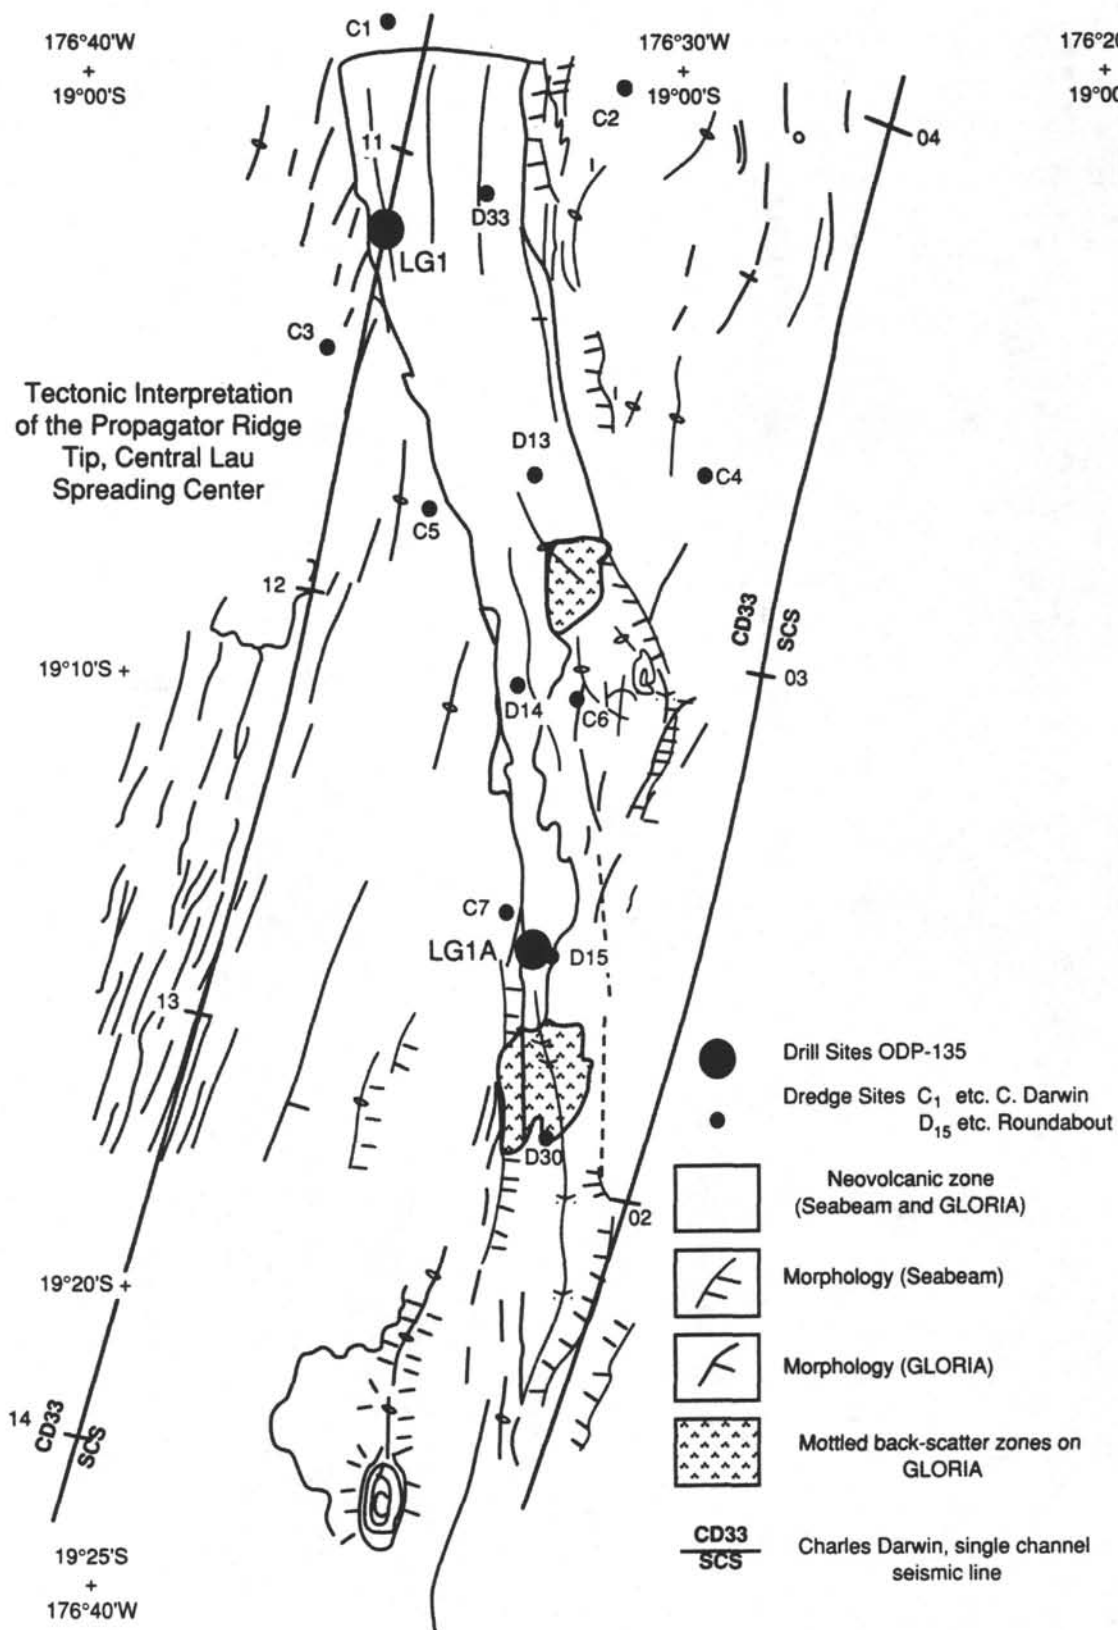 C1
176°40'W
+
19°00'S
176°30'W
+
19°00'S
C2
04
11
D33
LG1
C3
Tectonic Interpretation
of the Propagator Ridge
Tip, Central Lau
Spreading Center
D13
C4
C5
12
CD33
SCS
19°10'S +
03
D14
C6
C7
LG1A
D15
13
Drill Sites ODP-135
Dredge Sites C1 etc. C. Darwin
D15 etc. Roundabout
D30
Neovolcanic zone
(Seabeam and GLORIA)
02
19°20'S +
Morphology (Seabeam)
Morphology (GLORIA)
14
CD33
SCS
Mottled back-scatter zones on
GLORIA
CD33
SCS
Charles Darwin, single channel
seismic line
19°25'S
+
176°40'W